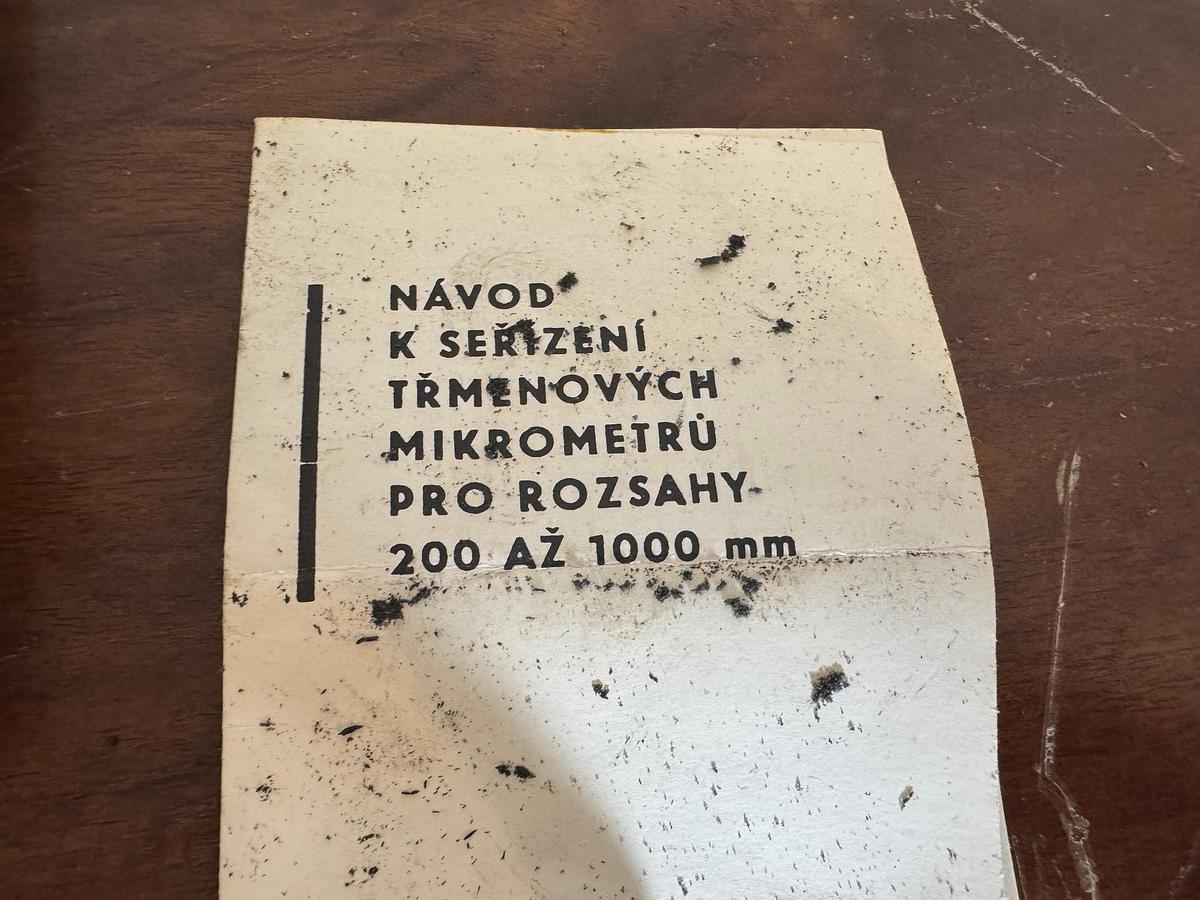 NÁVOD
K SEŘÍZENÍ
TŘMENOVÝCH
MIKROMETRŮ
PRO ROZSAHY
200 AŽ 1000 mm